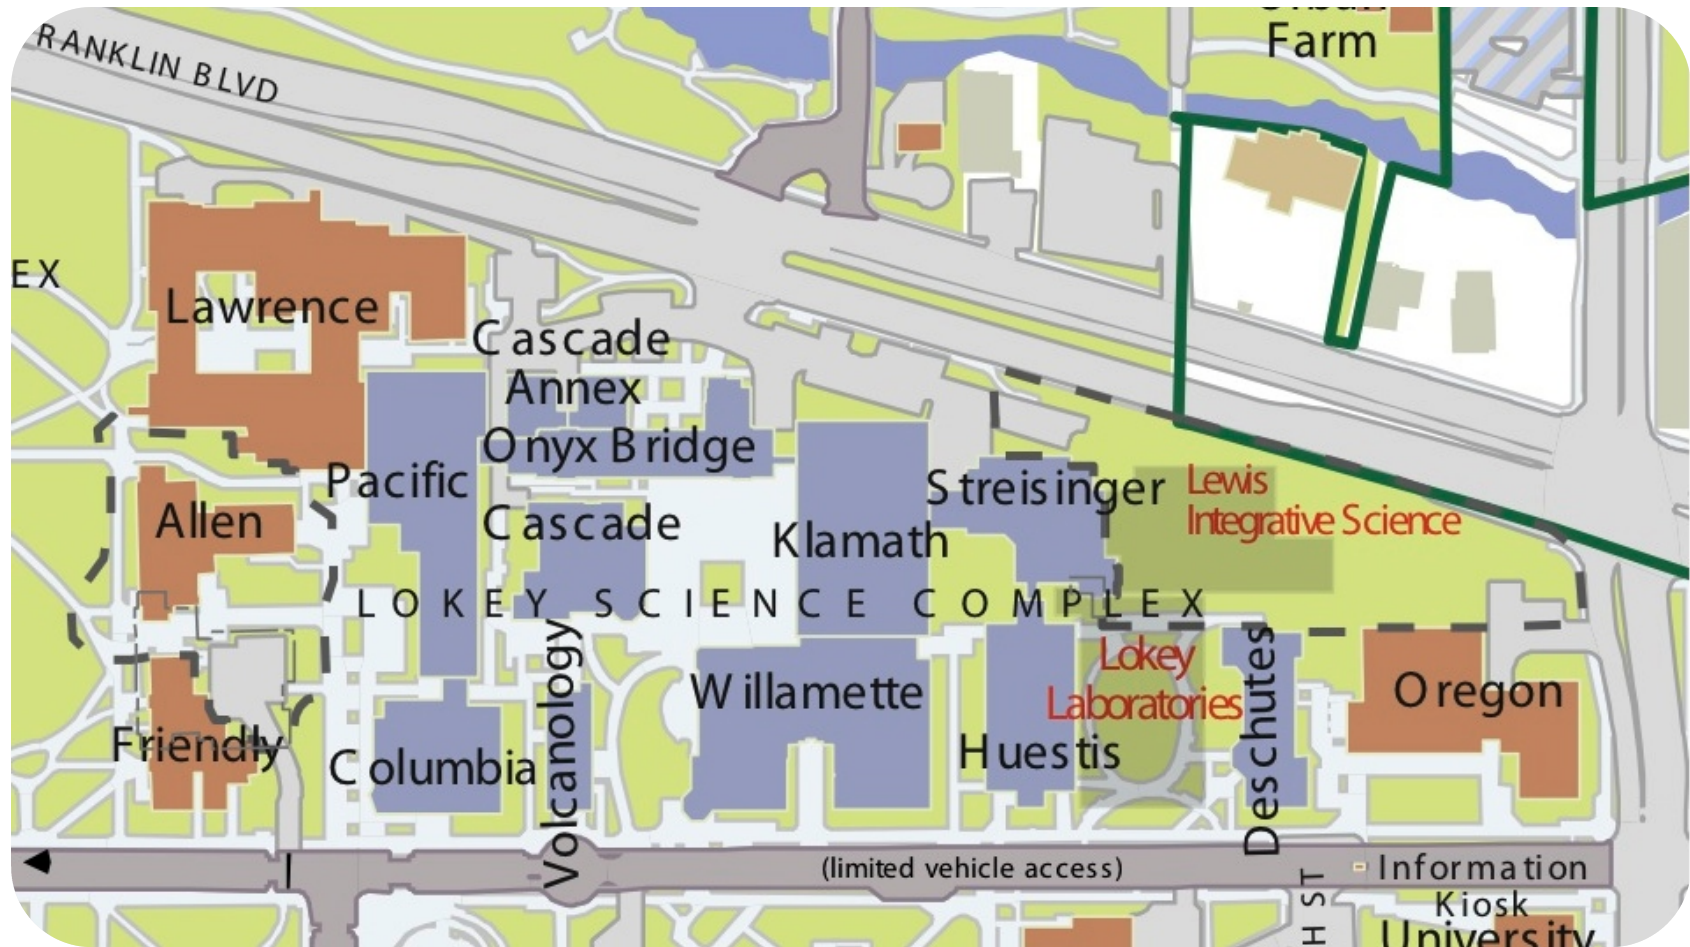 Farm
RANKLIN BLVD
EX
Lawrence
Cascade
Annex
Onyx Bridge
Pacific
Streisinger
Lewis
Integrative Science
Allen
Cascade
Klamath
LOKEY SCIENCE COMPLEX
Lokey
Laboratories
Willamette
Oregon
Friendly
Columbia
Volcanology
Huestis
Deschutes
(limited vehicle access)
Information
Kiosk
H ST
University